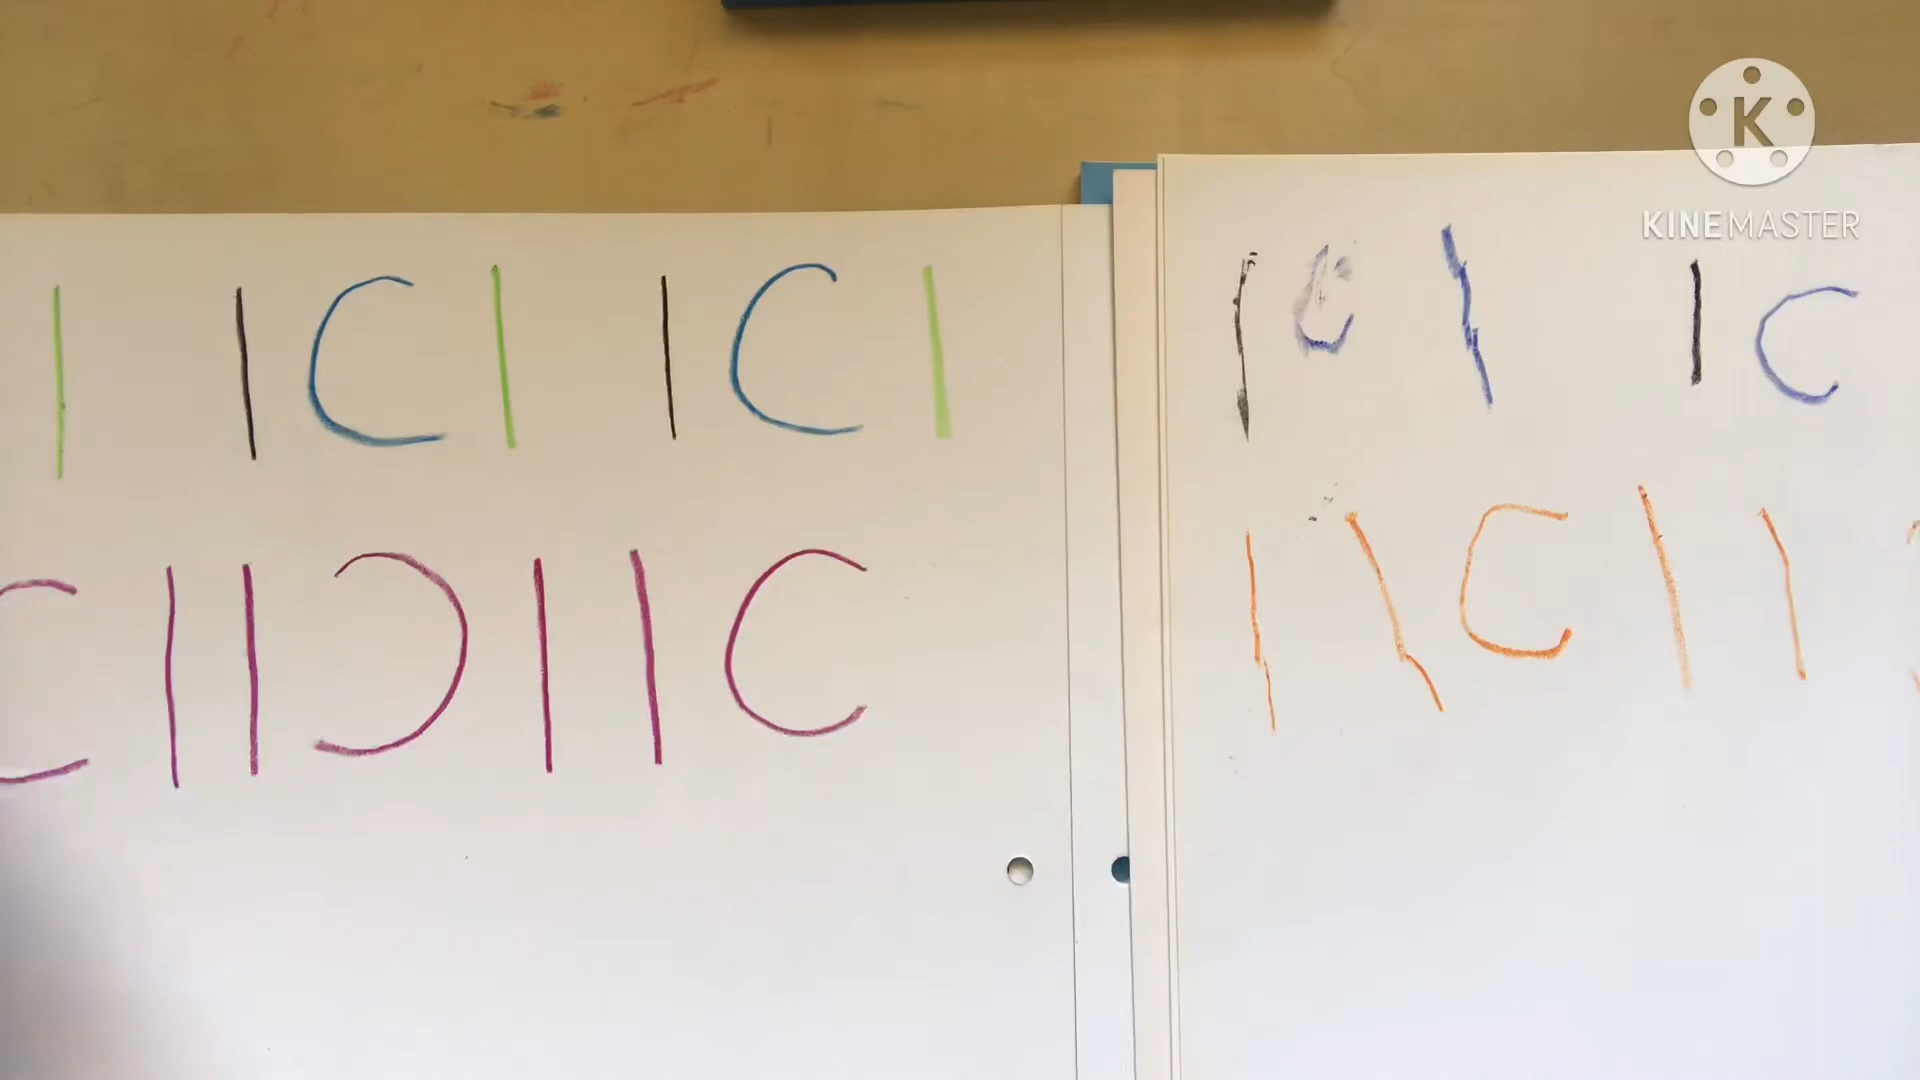 K
KINEMASTER
| | C | | C |
C | | Ɔ | | C
| C | | C
| | C | |